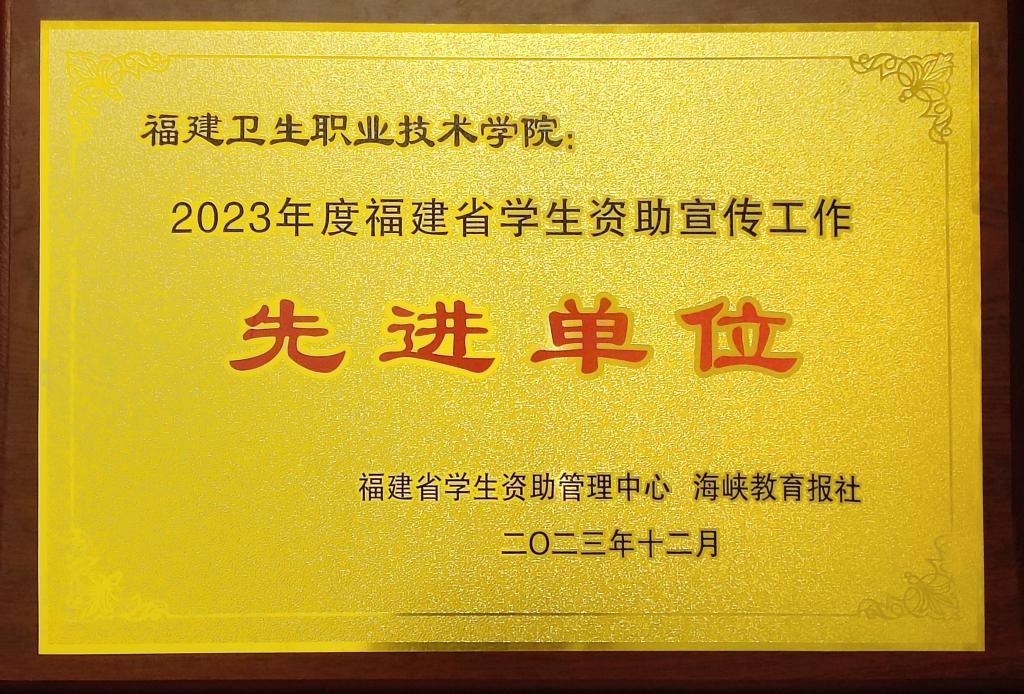 福建卫生职业技术学院：
2023年度福建省学生资助宣传工作
先进单位
福建省学生资助管理中心 海峡教育报社
二〇二三年十二月